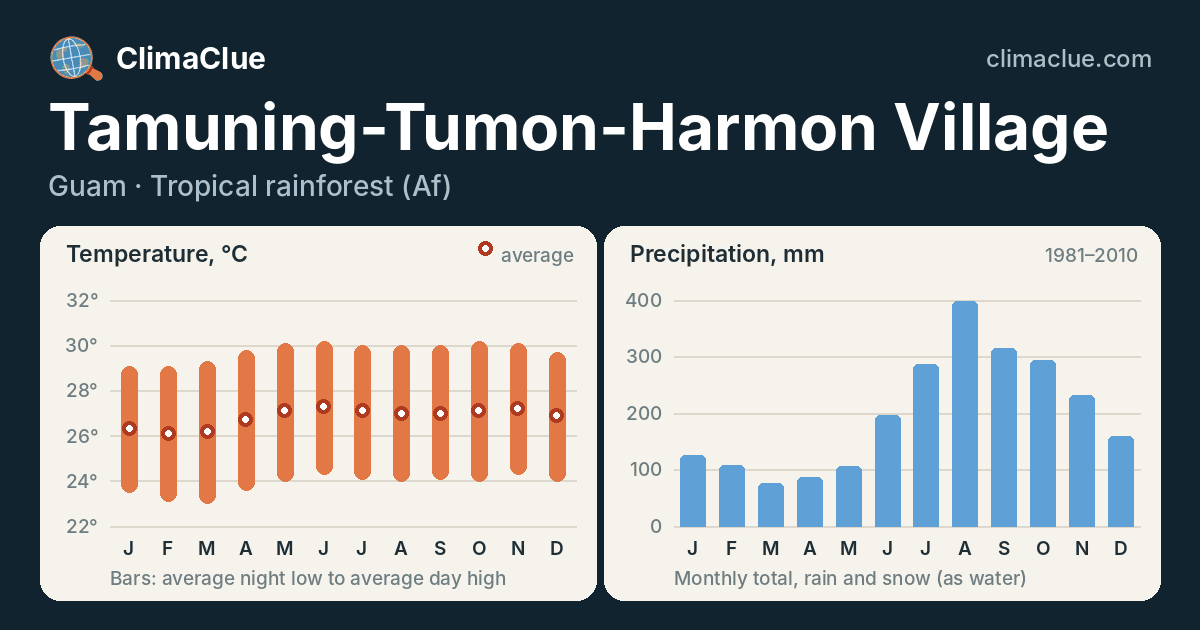 ClimaClue
climaclue.com
Tamuning-Tumon-Harmon Village
Guam · Tropical rainforest (Af)
Temperature, °C
average
32°
30°
28°
26°
24°
22°
J F M A M J J A S O N D
Bars: average night low to average day high
Precipitation, mm
1981–2010
400
300
200
100
0
J F M A M J J A S O N D
Monthly total, rain and snow (as water)